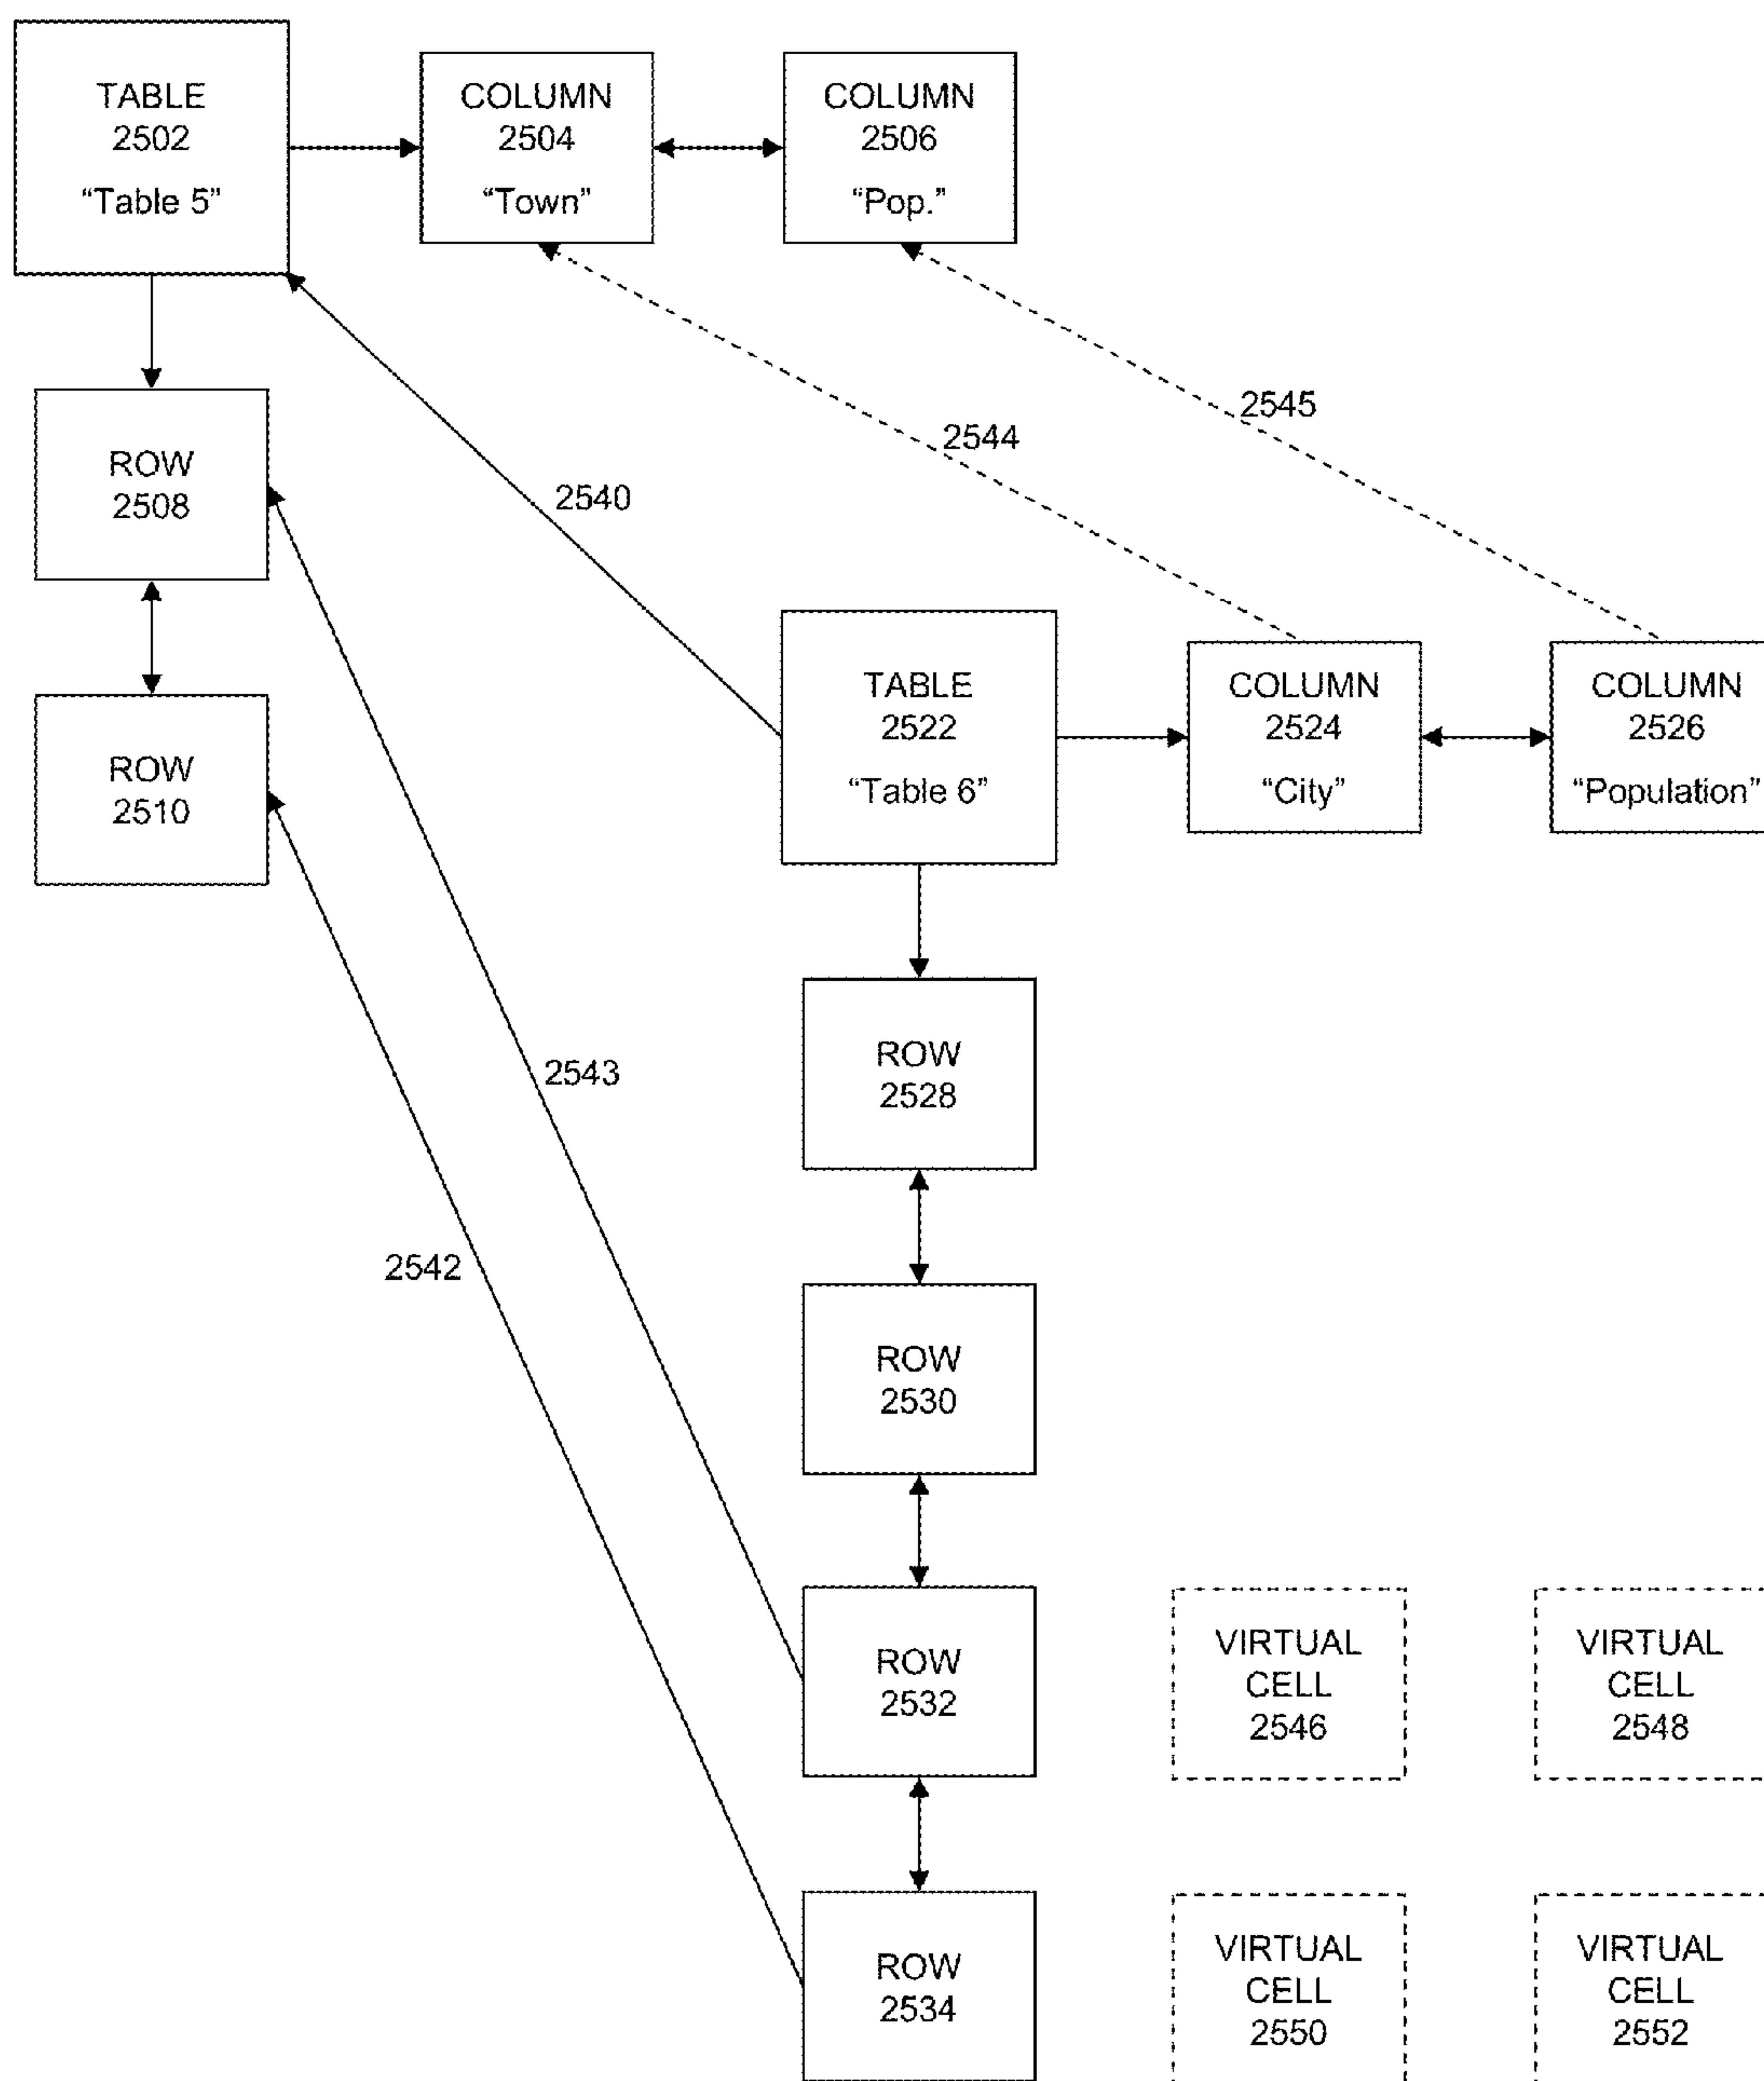 TABLE
2502
“Table 5”
COLUMN
2504
“Town”
COLUMN
2506
“Pop.”
2545
2544
ROW
2508
2540
TABLE
2522
“Table 6”
COLUMN
2524
“City”
COLUMN
2526
“Population”
ROW
2510
ROW
2528
2543
2542
ROW
2530
ROW
2532
VIRTUAL
CELL
2546
VIRTUAL
CELL
2548
ROW
2534
VIRTUAL
CELL
2550
VIRTUAL
CELL
2552